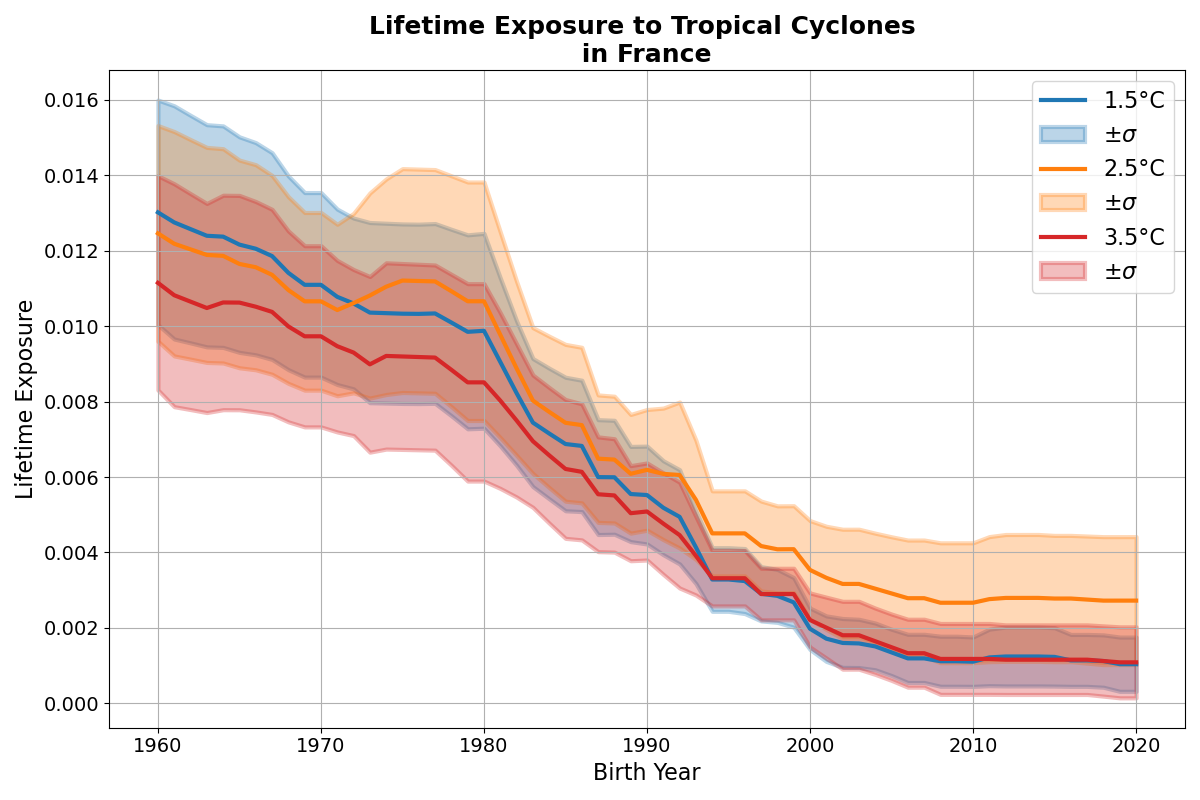 Lifetime Exposure to Tropical Cyclones
in France
Lifetime Exposure
0.016
0.014
0.012
0.010
0.008
0.006
0.004
0.002
0.000
1.5°C
±σ
2.5°C
±σ
3.5°C
±σ
1960 1970 1980 1990 2000 2010 2020
Birth Year